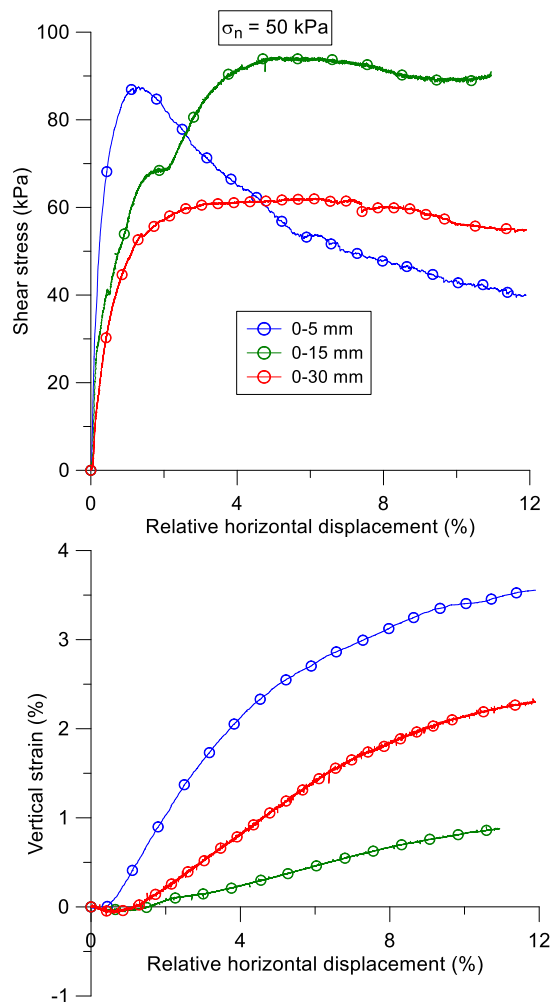 σn = 50 kPa
100
80
60
40
20
0
Shear stress (kPa)
0-5 mm
0-15 mm
0-30 mm
0 4 8 12
Relative horizontal displacement (%)
4
3
2
1
0
-1
Vertical strain (%)
0 4 8 12
Relative horizontal displacement (%)